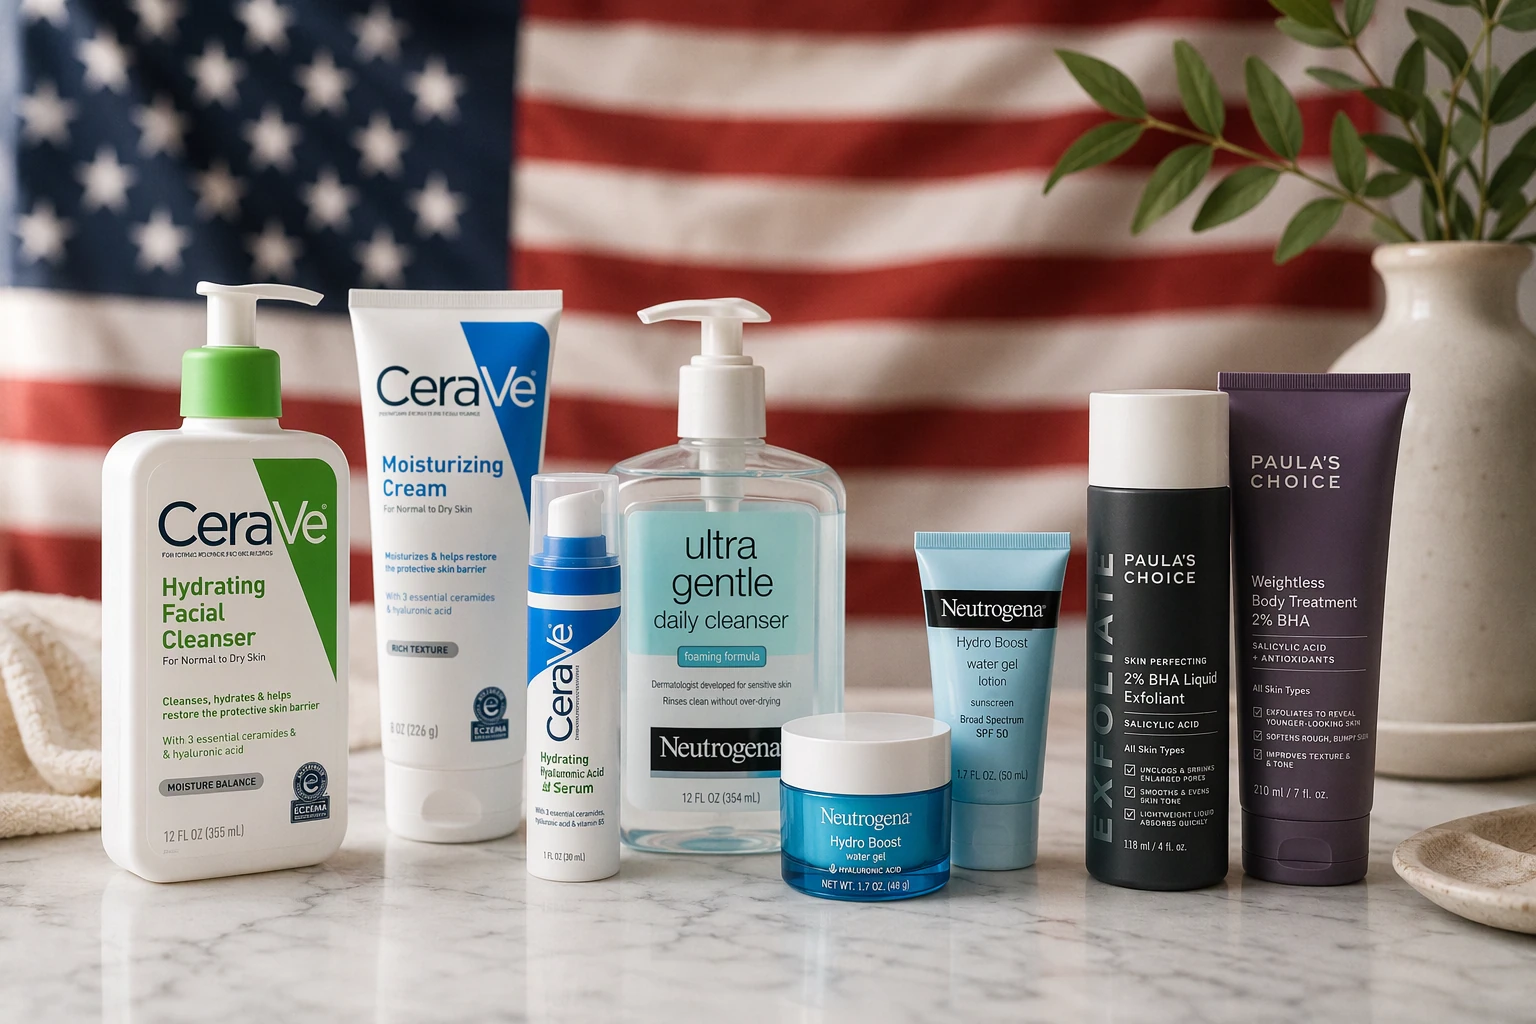 CeraVe
Hydrating
Facial
Cleanser
For Normal to Dry Skin
Cleanses, hydrates & helps
restore the protective skin barrier
With 3 essential ceramides &
& hyaluronic acid
MOISTURE BALANCE
ECZEMA
12 FL OZ (355 mL)
CeraVe
Moisturizing
Cream
For Normal to Dry Skin
Moisturizes & helps restore
the protective skin barrier
With 3 essential ceramides
& hyaluronic acid
RICH TEXTURE
8 OZ (226 g)
ECZEMA
CeraVe
Hydrating
Hyaluronic Acid
Serum
With 3 essential ceramides,
hyaluronic acid & vitamin B5
1 FL OZ (30 mL)
ultra
gentle
daily cleanser
foaming formula
Dermatologist developed for sensitive skin
Rinses clean without over-drying
Neutrogena
12 FL OZ (354 mL)
Neutrogena
Hydro Boost
water gel
HYALURONIC ACID
NET WT. 1.7 OZ. (48 g)
Neutrogena
Hydro Boost
water gel
lotion
sunscreen
Broad Spectrum
SPF 50
1.7 FL OZ. (50 mL)
EXFOLIATE
PAULA'S
CHOICE
SKIN PERFECTING
2% BHA Liquid
Exfoliant
SALICYLIC ACID
All Skin Types
UNCLOGS &
ENLARGED PORES
SMOOTHS & EVENS
SKIN TONE
LIGHTWEIGHT LIQUID
ABSORBS QUICKLY
118 ml / 4 fl. oz.
PAULA'S
CHOICE
Weightless
Body Treatment
2% BHA
SALICYLIC ACID
+ ANTIOXIDANTS
All Skin Types
EXFOLIATES TO REVEAL
YOUNGER-LOOKING SKIN
SOFTENS ROUGH, BUMPY SKIN
IMPROVES TEXTURE &
& TONE
210 ml / 7 fl. oz.